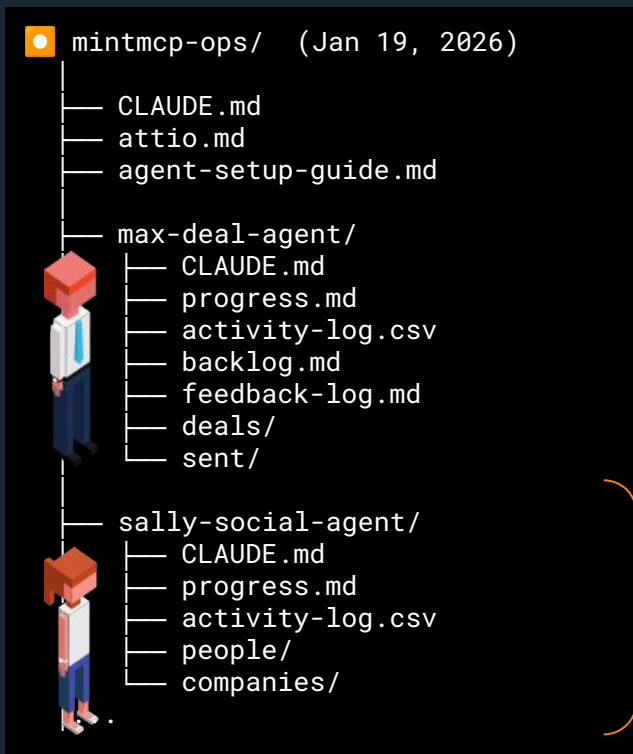 mintmcp-ops/ (Jan 19, 2026)
│
├── CLAUDE.md
├── attio.md
├── agent-setup-guide.md
│
├── max-deal-agent/
│   ├── CLAUDE.md
│   ├── progress.md
│   ├── activity-log.csv
│   ├── backlog.md
│   ├── feedback-log.md
│   ├── deals/
│   └── sent/
│
├── sally-social-agent/
│   ├── CLAUDE.md
│   ├── progress.md
│   ├── activity-log.csv
│   ├── people/
│   └── companies/
...